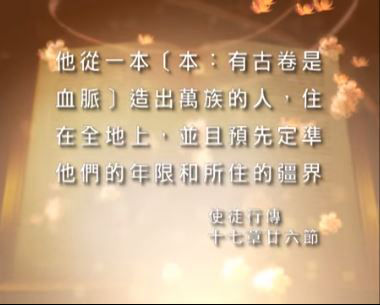 他從一本〔本：有古卷是
血脈〕造出萬族的人，住
在全地上，並且預先定準
他們的年限和所住的疆界
使徒行傳
十七章廿六節